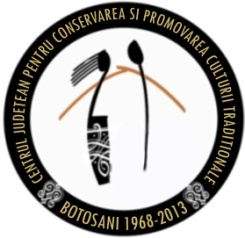 CENTRUL JUDETEAN PENTRU CONSERVAREA SI PROMOVAREA CULTURII TRADITIONALE
BOTOSANI 1968-2013